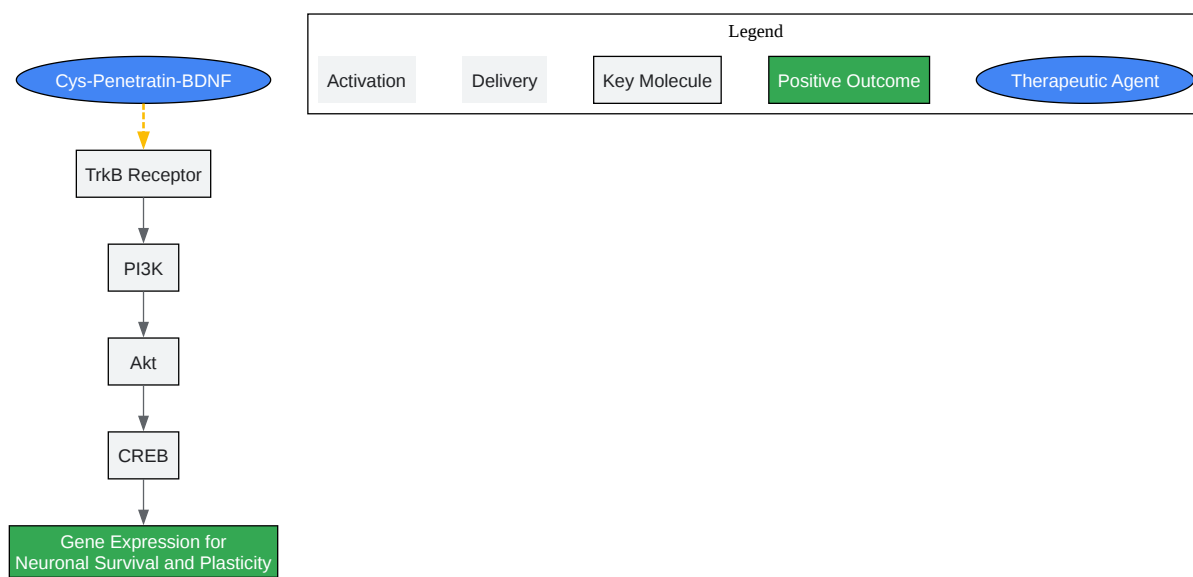 Legend
Cys-Penetratin-BDNF
Activation
Delivery
Key Molecule
Positive Outcome
Therapeutic Agent
TrkB Receptor
PI3K
Akt
CREB
Gene Expression for
Neuronal Survival and Plasticity